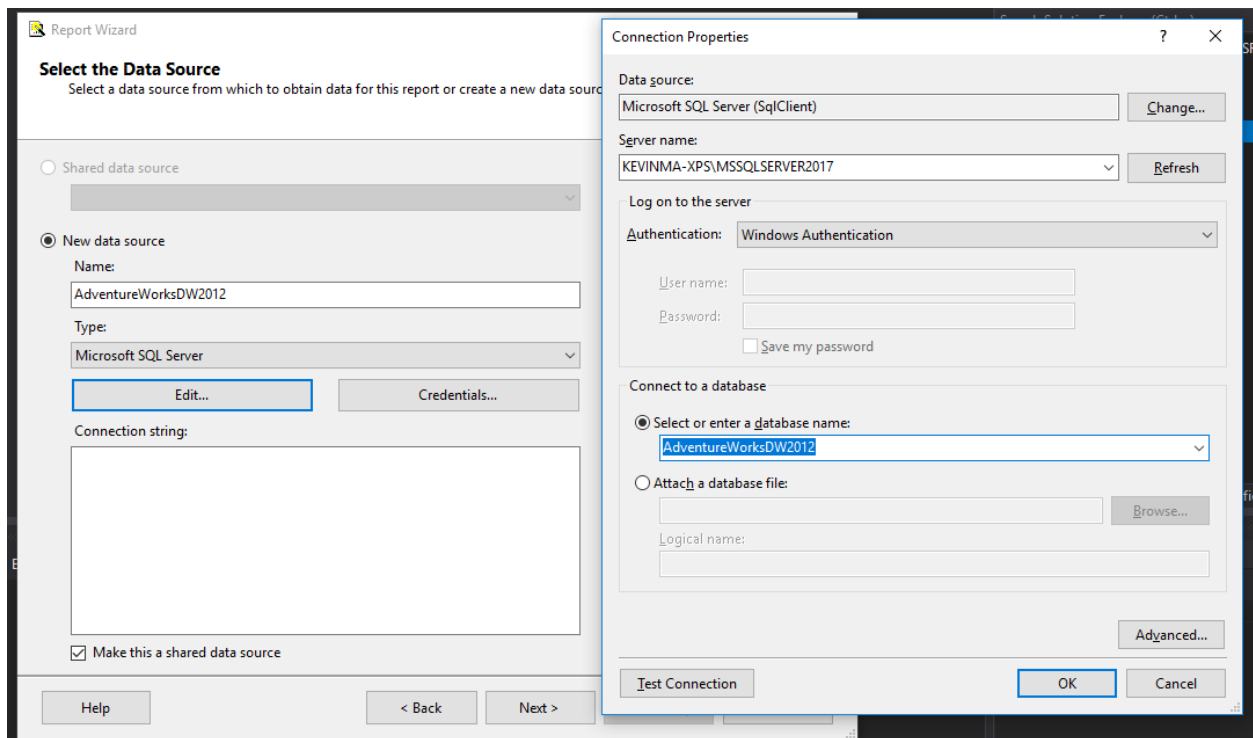 Report Wizard
Select the Data Source
Select a data source from which to obtain data for this report or create a new data sourc
Shared data source
New data source
Name:
AdventureWorksDW2012
Type:
Microsoft SQL Server
Edit...
Credentials...
Connection string:
Make this a shared data source
Help
< Back
Next >
Connection Properties
?
Data source:
Microsoft SQL Server (SqlClient)
Change...
Server name:
KEVINMA-XPS\MSSQLSERVER2017
Refresh
Log on to the server
Authentication:
Windows Authentication
User name:
Password:
Save my password
Connect to a database
Select or enter a database name:
AdventureWorksDW2012
Attach a database file:
Browse...
Logical name:
Advanced...
Test Connection
OK
Cancel